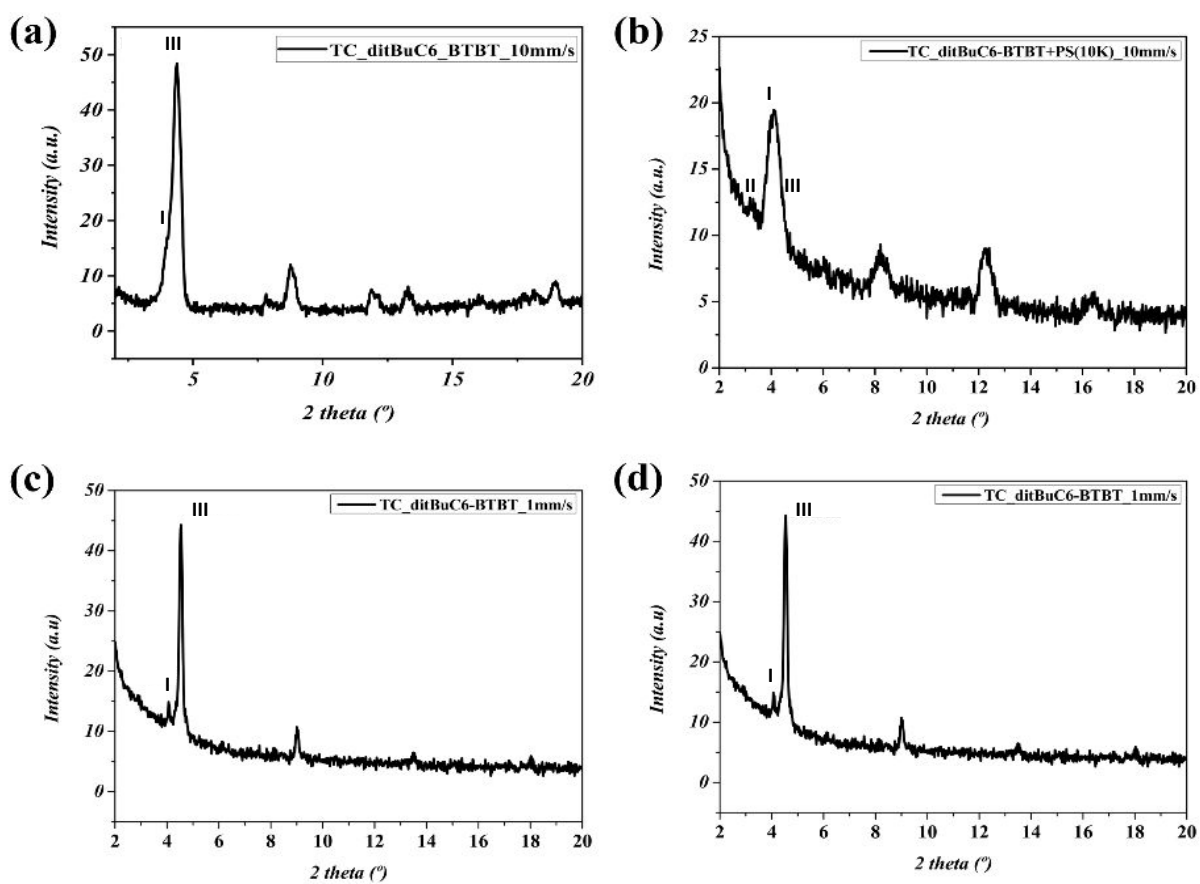 (a)
TC_ditBuC6_BTBT_10mm/s
III
I
50
40
30
20
10
0
Intensity (a.u.)
5
10
15
20
2 theta (º)
(b)
TC_ditBuC6-BTBT+PS(10K)_10mm/s
I
II
III
25
20
15
10
5
0
Intensity (a.u.)
2
4
6
8
10
12
14
16
18
20
2 theta (º)
(c)
TC_ditBuC6-BTBT_1mm/s
III
I
50
40
30
20
10
0
Intensity (a.u)
2
4
6
8
10
12
14
16
18
20
2 theta (º)
(d)
TC_ditBuC6-BTBT_1mm/s
III
I
50
40
30
20
10
0
Intensity (a.u.)
2
4
6
8
10
12
14
16
18
20
2 theta (º)